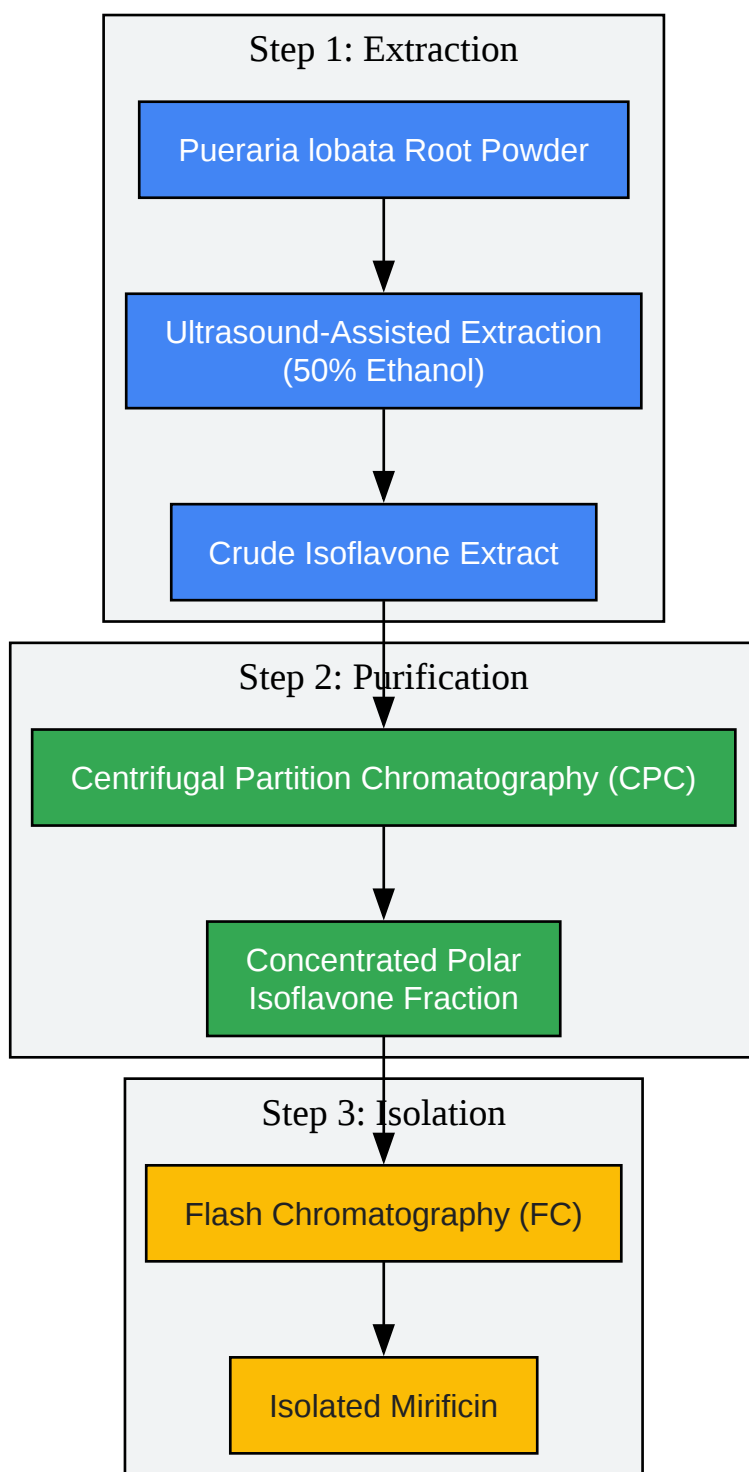 Step 1: Extraction
Pueraria lobata Root Powder
Ultrasound-Assisted Extraction
(50% Ethanol)
Crude Isoflavone Extract
Step 2: Purification
Centrifugal Partition Chromatography (CPC)
Concentrated Polar
Isoflavone Fraction
Step 3: Isolation
Flash Chromatography (FC)
Isolated Mirificin